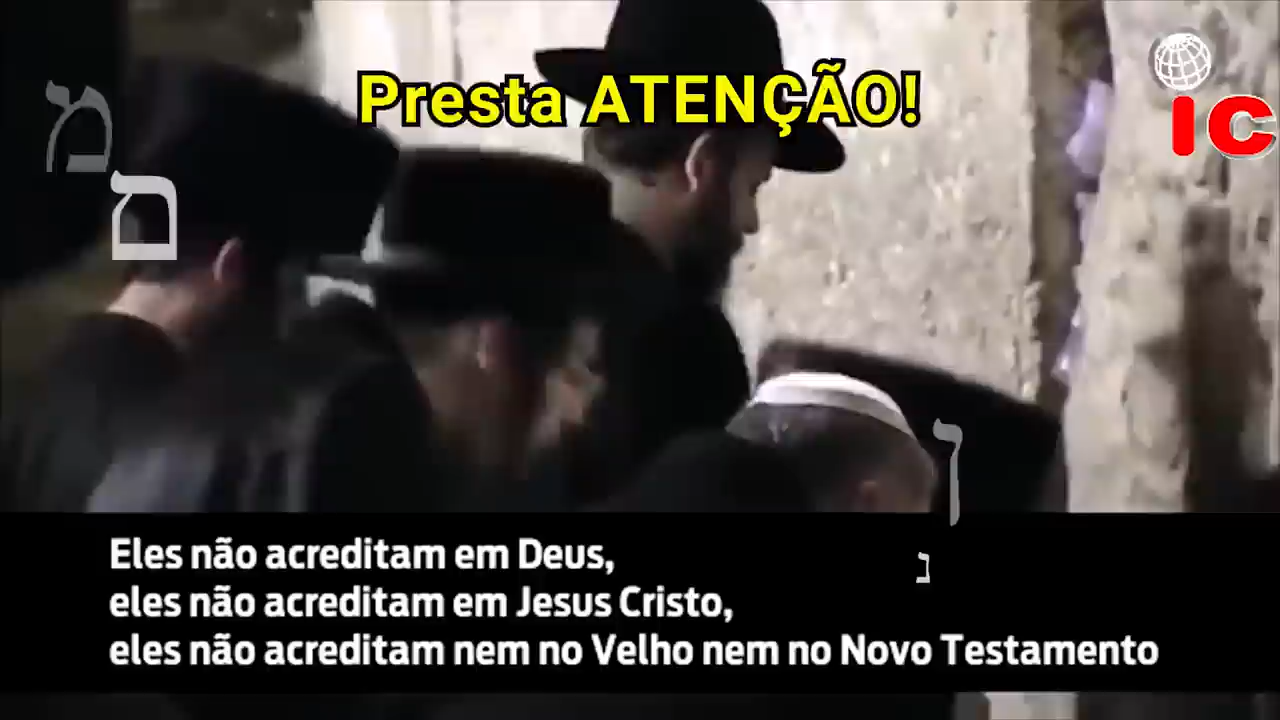 Presta ATENÇÃO!
IC
מ
ם
ן
נ
Eles não acreditam em Deus,
eles não acreditam em Jesus Cristo,
eles não acreditam nem no Velho nem no Novo Testamento